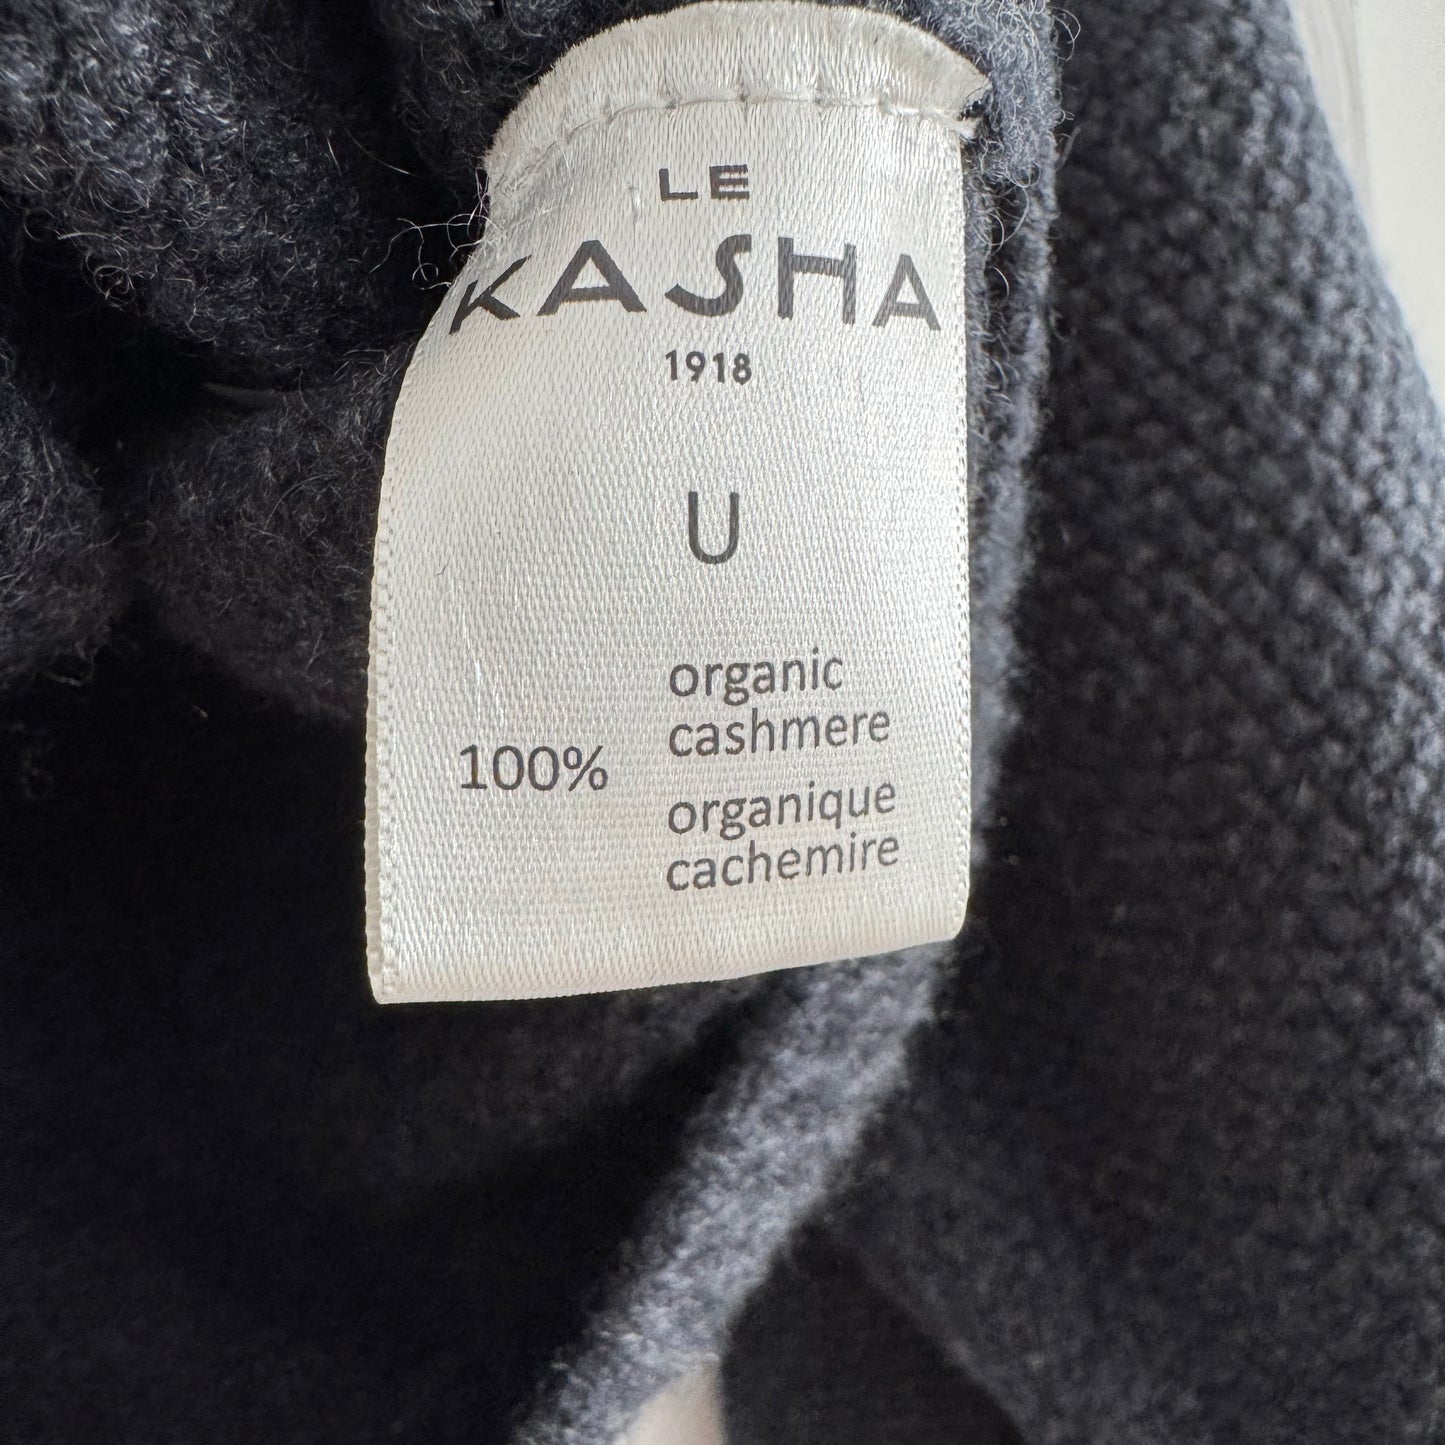 LE
KASHA
1918
U
100%
organic
cashmere
organique
cachemire